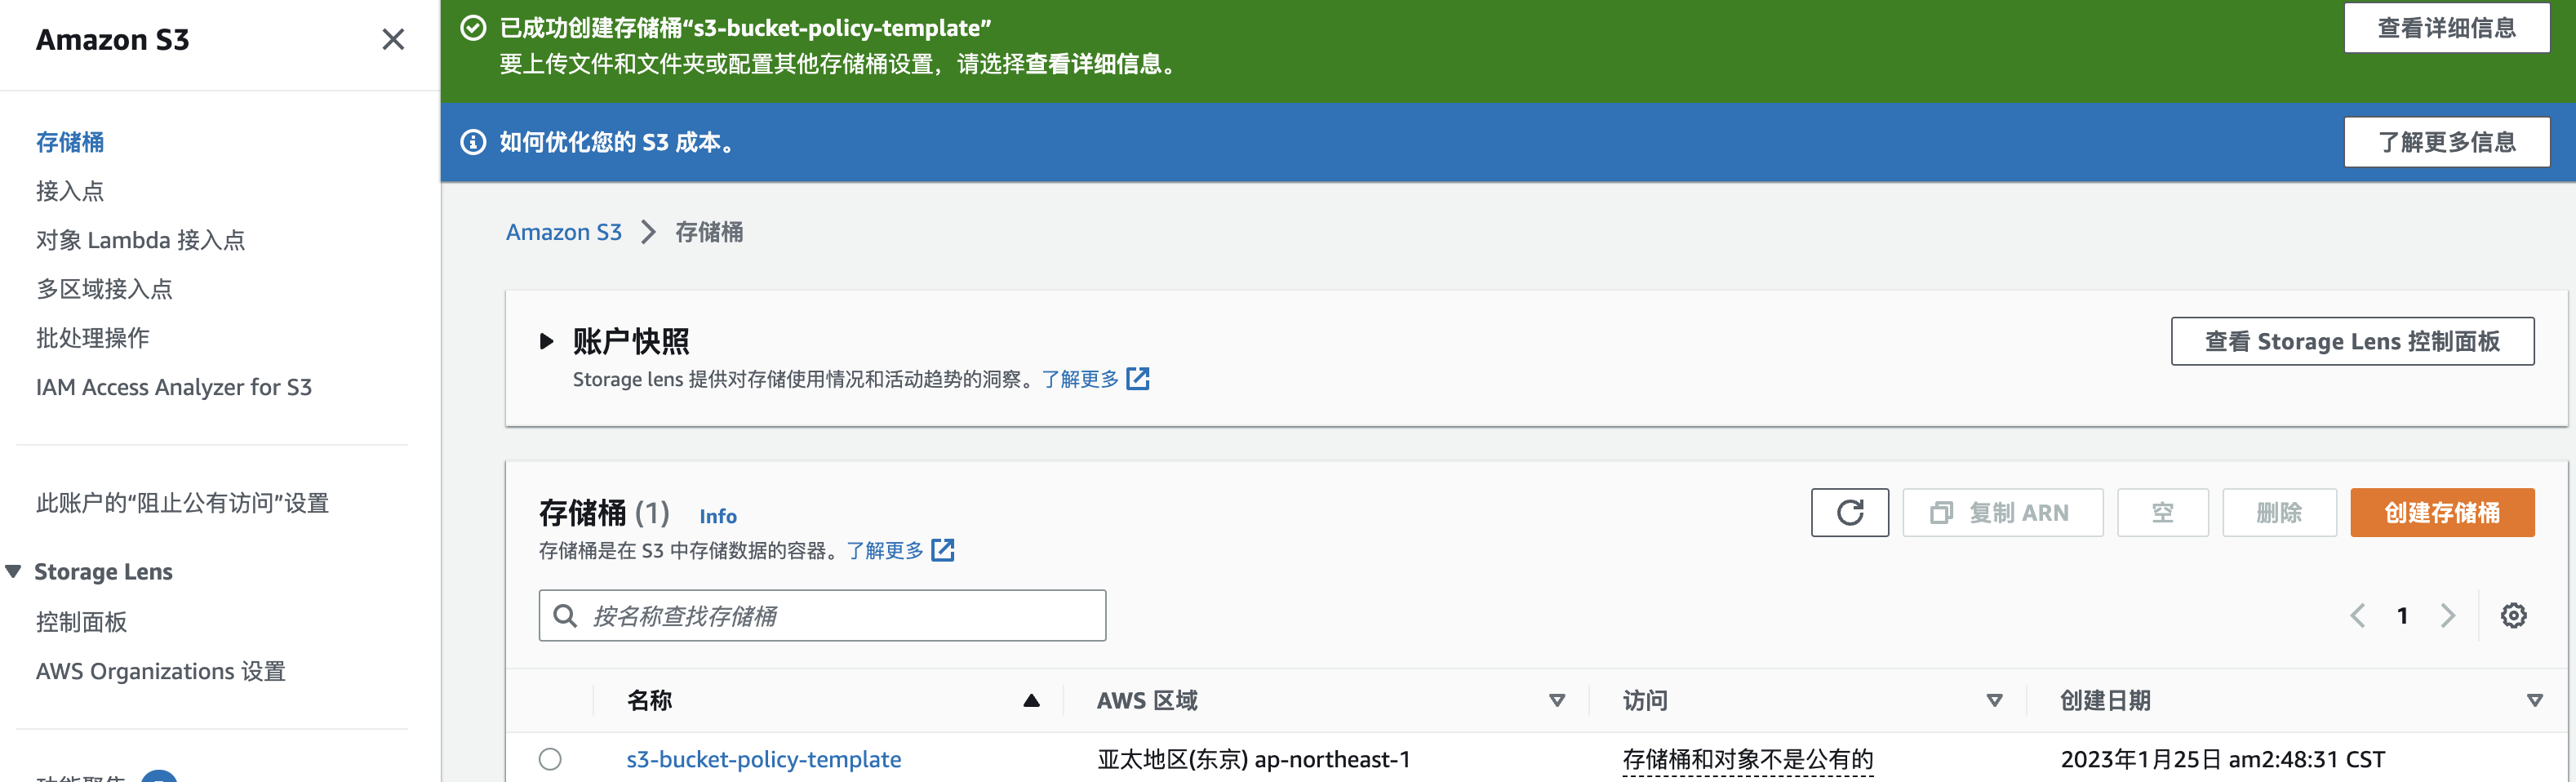 Amazon S3
存储桶
接入点
对象 Lambda 接入点
多区域接入点
批处理操作
IAM Access Analyzer for S3
此账户的“阻止公有访问”设置
Storage Lens
控制面板
AWS Organizations 设置
已成功创建存储桶“s3-bucket-policy-template”
要上传文件和文件夹或配置其他存储桶设置，请选择查看详细信息。
查看详细信息
如何优化您的 S3 成本。
了解更多信息
Amazon S3 存储桶
账户快照
Storage lens 提供对存储使用情况和活动趋势的洞察。了解更多
查看 Storage Lens 控制面板
存储桶 (1) Info
存储桶是在 S3 中存储数据的容器。了解更多
复制 ARN 空 删除 创建存储桶
按名称查找存储桶
1
名称 AWS 区域 访问 创建日期
s3-bucket-policy-template 亚太地区(东京) ap-northeast-1 存储桶和对象不是公有的 2023年1月25日 am2:48:31 CST